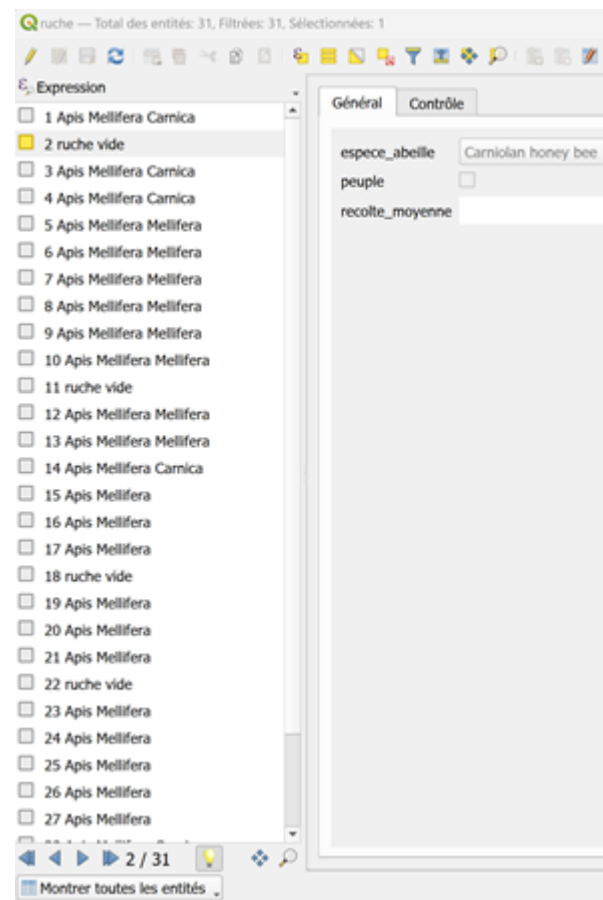 ruche — Total des entités: 31, Filtrées: 31, Sélectionnées: 1
Expression
1 Apis Mellifera Carnica
2 ruche vide
3 Apis Mellifera Carnica
4 Apis Mellifera Carnica
5 Apis Mellifera Mellifera
6 Apis Mellifera Mellifera
7 Apis Mellifera Mellifera
8 Apis Mellifera Mellifera
9 Apis Mellifera Mellifera
10 Apis Mellifera Mellifera
11 ruche vide
12 Apis Mellifera Mellifera
13 Apis Mellifera Mellifera
14 Apis Mellifera Carnica
15 Apis Mellifera
16 Apis Mellifera
17 Apis Mellifera
18 ruche vide
19 Apis Mellifera
20 Apis Mellifera
21 Apis Mellifera
22 ruche vide
23 Apis Mellifera
24 Apis Mellifera
25 Apis Mellifera
26 Apis Mellifera
27 Apis Mellifera
2 / 31
Montrer toutes les entités
Général Contrôle
espece_abeille Carniolan honey bee
peuple
recolte_moyenne